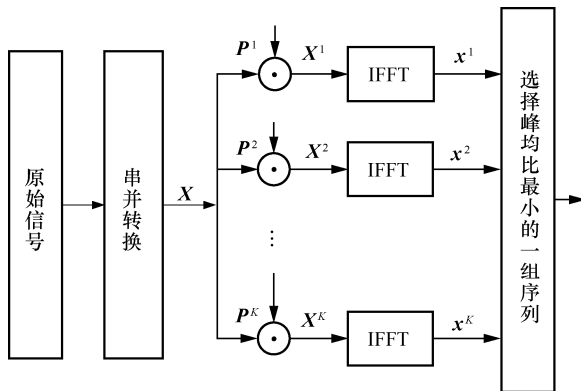 原始信号
串并转换
X
P¹
X¹
IFFT
x¹
P²
X²
IFFT
x²
⋮
Pᴷ
Xᴷ
IFFT
xᴷ
选择峰均比最小的一组序列